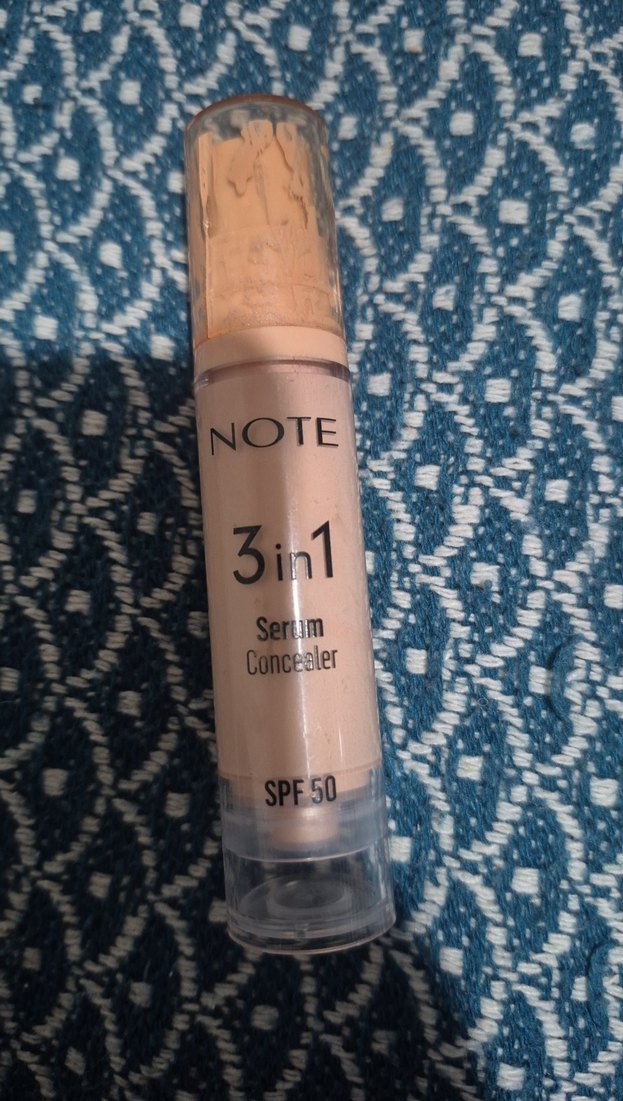 NOTE
3in1
Serum
Concealer
SPF 50